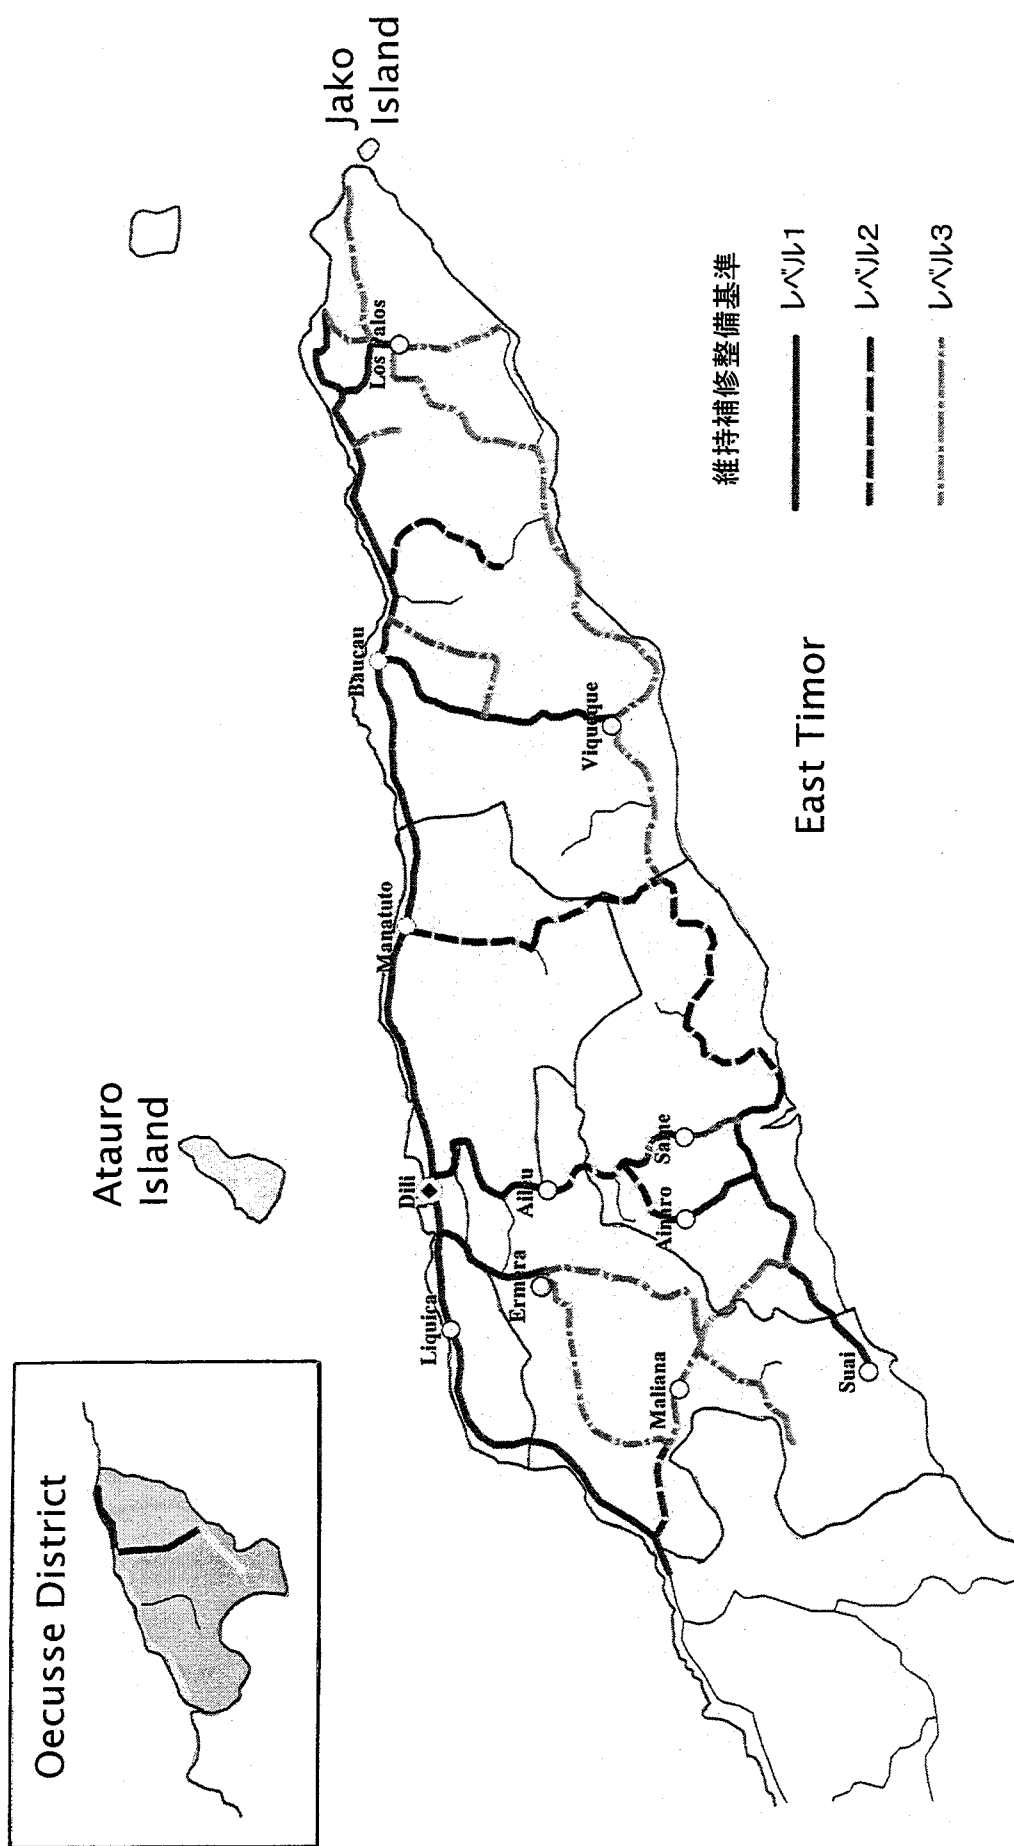 Oecusse District
Atauro
Island
Jako
Island
Liquiça
Dili
Manatuto
Baucau
Los Palos
Ermera
Aileu
Maliana
Ainaro
Same
Viqueque
Suai
East Timor
維持補修整備基準
レベル1
レベル2
レベル3